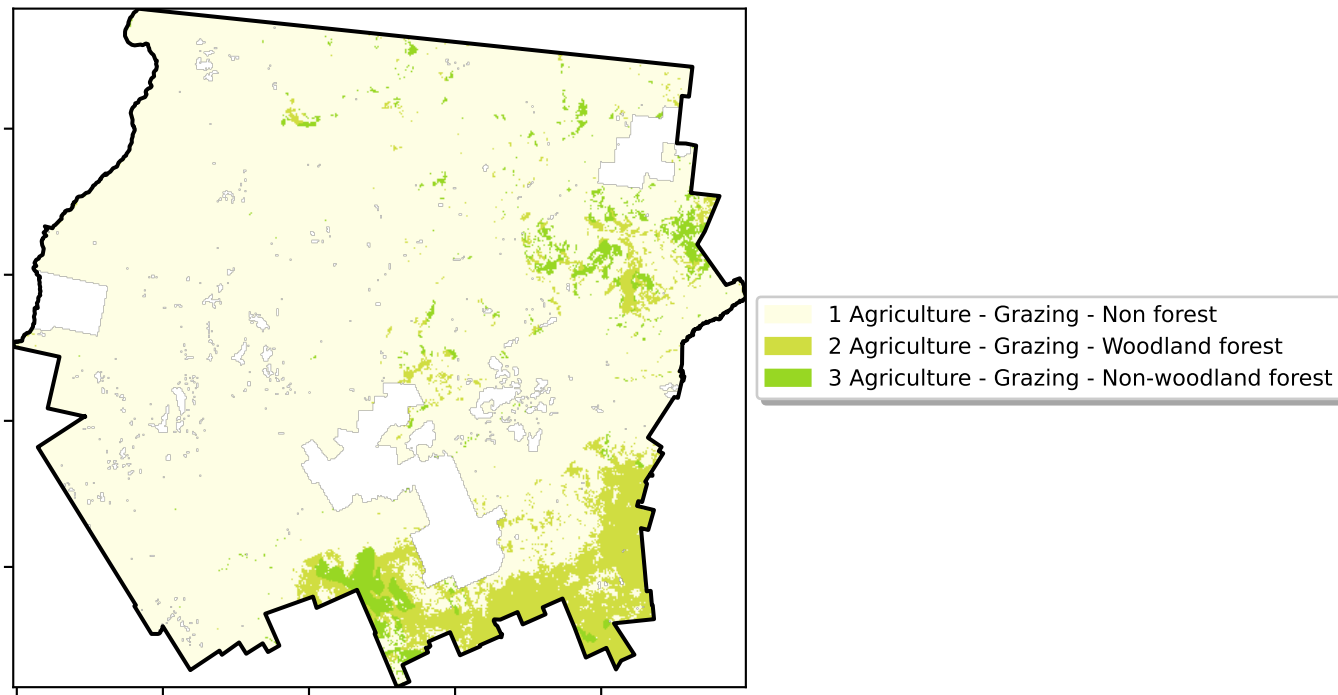 1 Agriculture - Grazing - Non forest
2 Agriculture - Grazing - Woodland forest
3 Agriculture - Grazing - Non-woodland forest